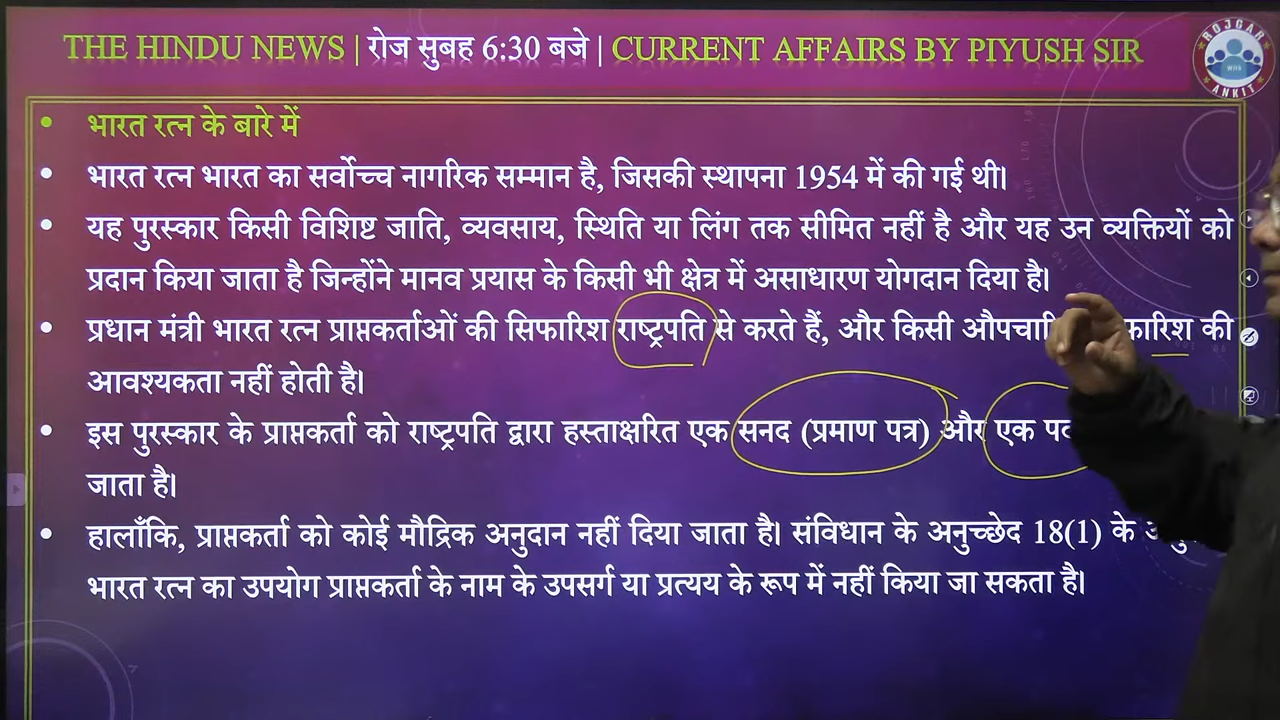 THE HINDU NEWS | रोज सुबह 6:30 बजे | CURRENT AFFAIRS BY PIYUSH SIR
ROJGAR
WITH
ANKIT
भारत रत्न के बारे में
भारत रत्न भारत का सर्वोच्च नागरिक सम्मान है, जिसकी स्थापना 1954 में की गई थी।
यह पुरस्कार किसी विशिष्ट जाति, व्यवसाय, स्थिति या लिंग तक सीमित नहीं है और यह उन व्यक्तियों को
प्रदान किया जाता है जिन्होंने मानव प्रयास के किसी भी क्षेत्र में असाधारण योगदान दिया है।
प्रधान मंत्री भारत रत्न प्राप्तकर्ताओं की सिफारिश राष्ट्रपति से करते हैं, और किसी की
आवश्यकता नहीं होती है।
इस पुरस्कार के प्राप्तकर्ता को राष्ट्रपति द्वारा हस्ताक्षरित एक सनद (प्रमाण पत्र) और एक
जाता है।
हालाँकि, प्राप्तकर्ता को कोई मौद्रिक अनुदान नहीं दिया जाता है। संविधान के अनुच्छेद 18(1) के
भारत रत्न का उपयोग प्राप्तकर्ता के नाम के उपसर्ग या प्रत्यय के रूप में नहीं किया जा सकता है।